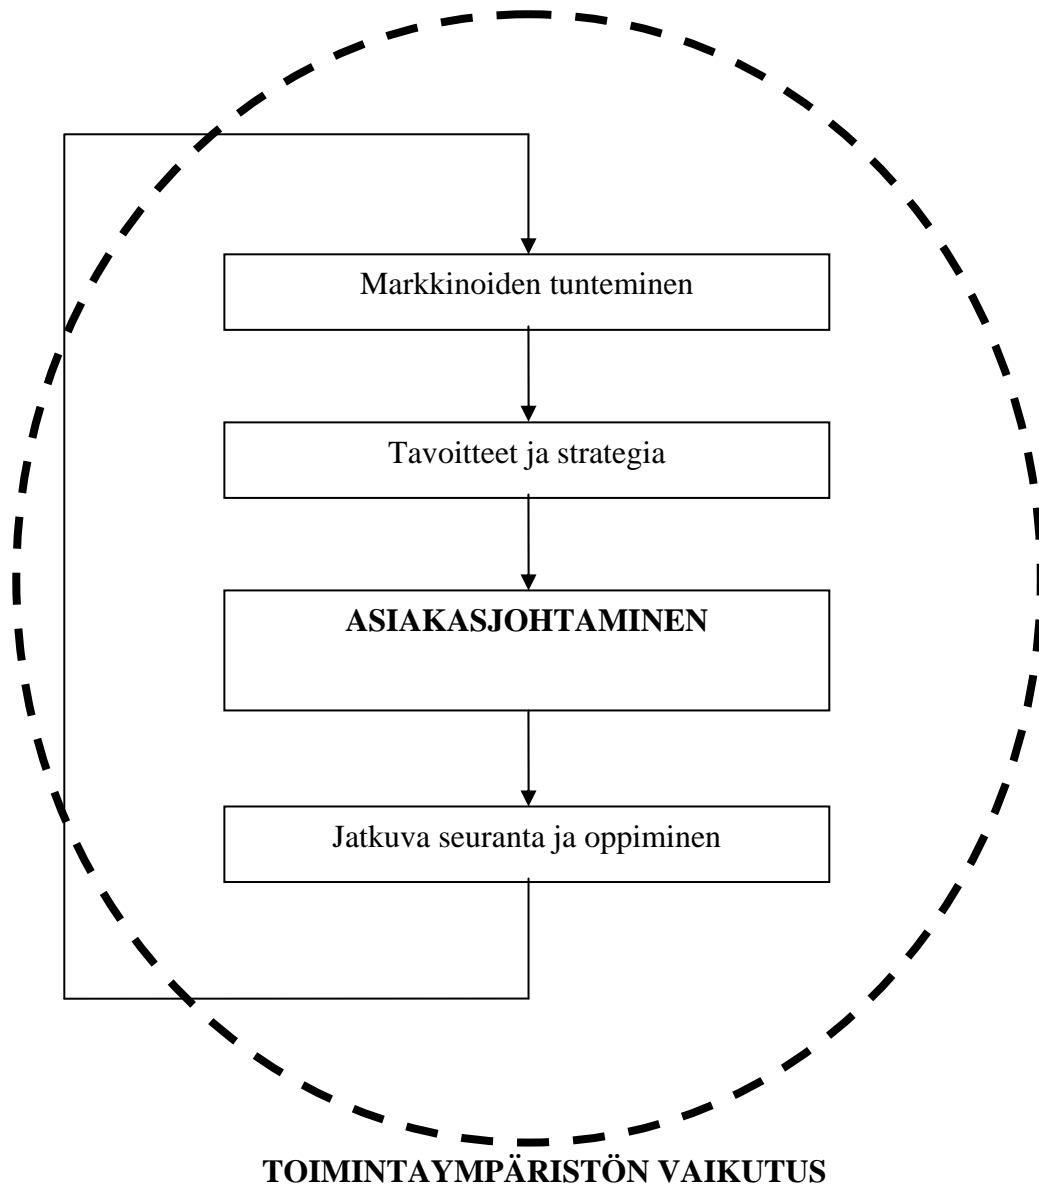 Markkinoiden tunteminen
Tavoitteet ja strategia
ASIAKASJOHTAMINEN
Jatkuva seuranta ja oppiminen
TOIMINTAYMPÄRISTÖN VAIKUTUS